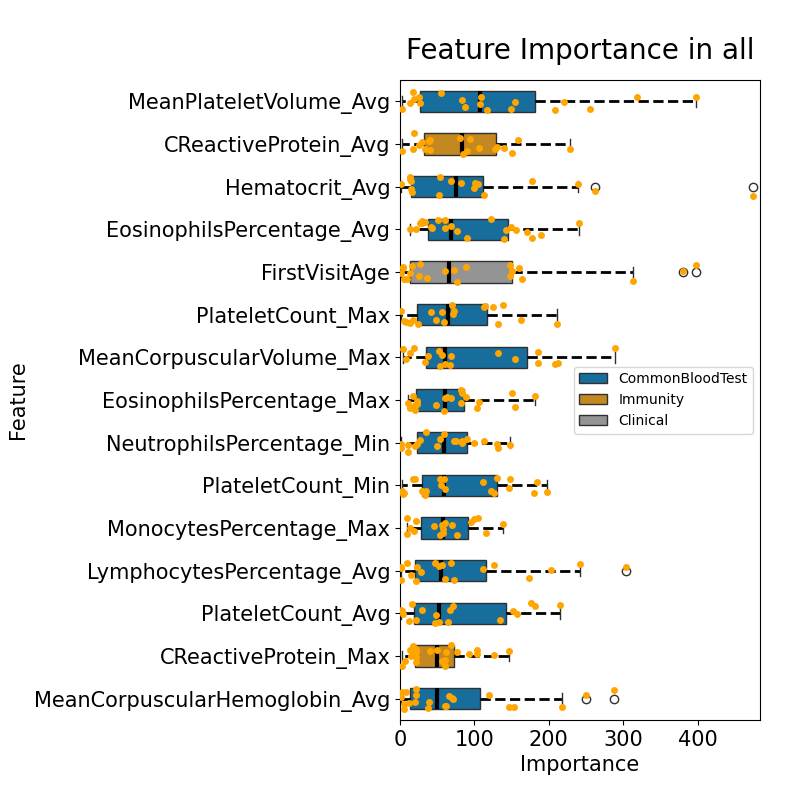 Feature Importance in all
MeanPlateletVolume_Avg
CReactiveProtein_Avg
Hematocrit_Avg
EosinophilsPercentage_Avg
FirstVisitAge
PlateletCount_Max
MeanCorpuscularVolume_Max
EosinophilsPercentage_Max
NeutrophilsPercentage_Min
PlateletCount_Min
MonocytesPercentage_Max
LymphocytesPercentage_Avg
PlateletCount_Avg
CReactiveProtein_Max
MeanCorpuscularHemoglobin_Avg
Feature
CommonBloodTest
Immunity
Clinical
0 100 200 300 400
Importance